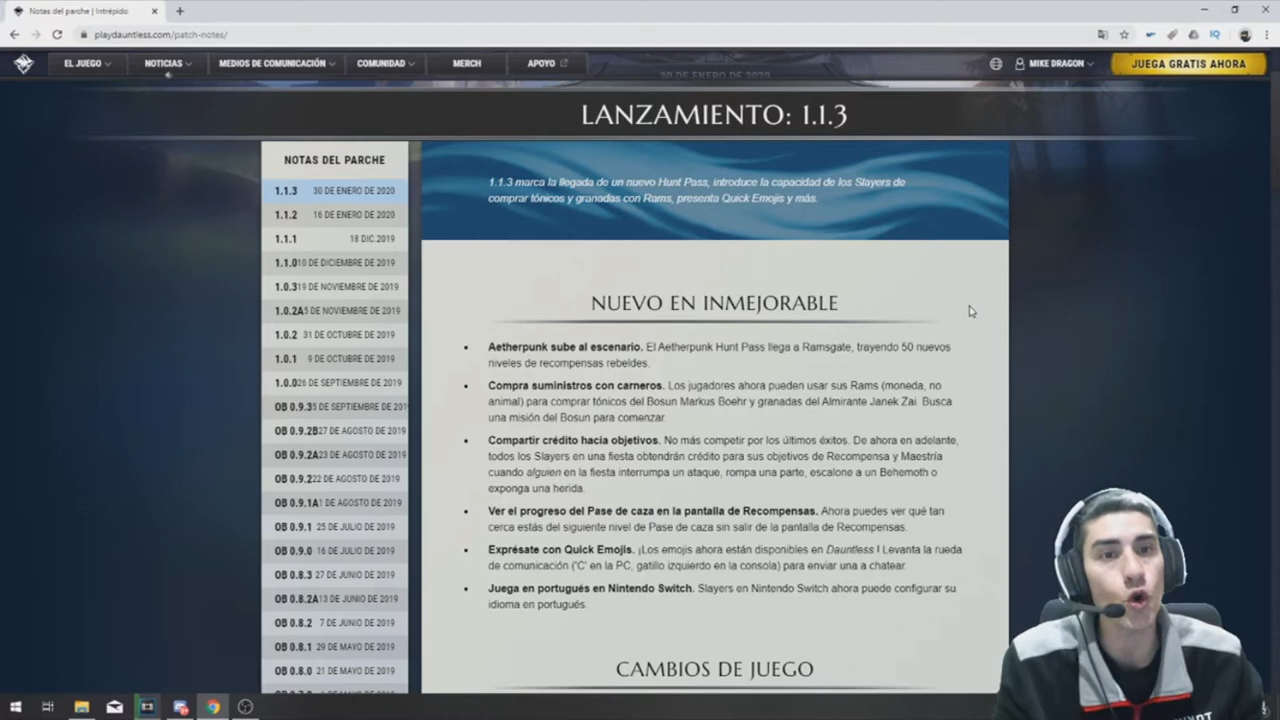 Notas del parche | Intrépido
playdauntless.com/patch-notes/
EL JUEGO NOTICIAS MEDIOS DE COMUNICACIÓN COMUNIDAD MERCH APOYO MIKE DRAGON JUEGA GRATIS AHORA
30 DE ENERO DE 2020
LANZAMIENTO: 1.1.3
NOTAS DEL PARCHE
1.1.3 30 DE ENERO DE 2020
1.1.2 16 DE ENERO DE 2020
1.1.1 18 DIC.2019
1.1.0 10 DE DICIEMBRE DE 2019
1.0.3 19 DE NOVIEMBRE DE 2019
1.0.2A 5 DE NOVIEMBRE DE 2019
1.0.2 31 DE OCTUBRE DE 2019
1.0.1 9 DE OCTUBRE DE 2019
1.0.0 26 DE SEPTIEMBRE DE 2019
OB 0.9.3 5 DE SEPTIEMBRE DE 2019
OB 0.9.2B 27 DE AGOSTO DE 2019
OB 0.9.2A 23 DE AGOSTO DE 2019
OB 0.9.2 22 DE AGOSTO DE 2019
OB 0.9.1A 1 DE AGOSTO DE 2019
OB 0.9.1 25 DE JULIO DE 2019
OB 0.9.0 16 DE JULIO DE 2019
OB 0.8.3 27 DE JUNIO DE 2019
OB 0.8.2A 13 DE JUNIO DE 2019
OB 0.8.2 7 DE JUNIO DE 2019
OB 0.8.1 29 DE MAYO DE 2019
OB 0.8.0 21 DE MAYO DE 2019
1.1.3 marca la llegada de un nuevo Hunt Pass, introduce la capacidad de los Slayers de
comprar tónicos y granadas con Rams, presenta Quick Emojis y más.
NUEVO EN INMEJORABLE
• Aetherpunk sube al escenario. El Aetherpunk Hunt Pass llega a Ramsgate, trayendo 50 nuevos
niveles de recompensas rebeldes.
• Compra suministros con carneros. Los jugadores ahora pueden usar sus Rams (moneda, no
animal) para comprar tónicos del Bosun Markus Boehr y granadas del Almirante Janek Zai. Busca
una misión del Bosun para comenzar.
• Compartir crédito hacia objetivos. No más competir por los últimos éxitos. De ahora en adelante,
todos los Slayers en una fiesta obtendrán crédito para sus objetivos de Recompensa y Maestría
cuando alguien en la fiesta interrumpa un ataque, rompa una parte, escalone a un Behemoth o
exponga una herida.
• Ver el progreso del Pase de caza en la pantalla de Recompensas. Ahora puedes ver qué tan
cerca estás del siguiente nivel de Pase de caza sin salir de la pantalla de Recompensas.
• Exprésate con Quick Emojis. ¡Los emojis ahora están disponibles en Dauntless ! Levanta la rueda
de comunicación ('C' en la PC, gatillo izquierdo en la consola) para enviar una a chatear.
• Juega en portugués en Nintendo Switch. Slayers en Nintendo Switch ahora puede configurar su
idioma en portugués.
CAMBIOS DE JUEGO